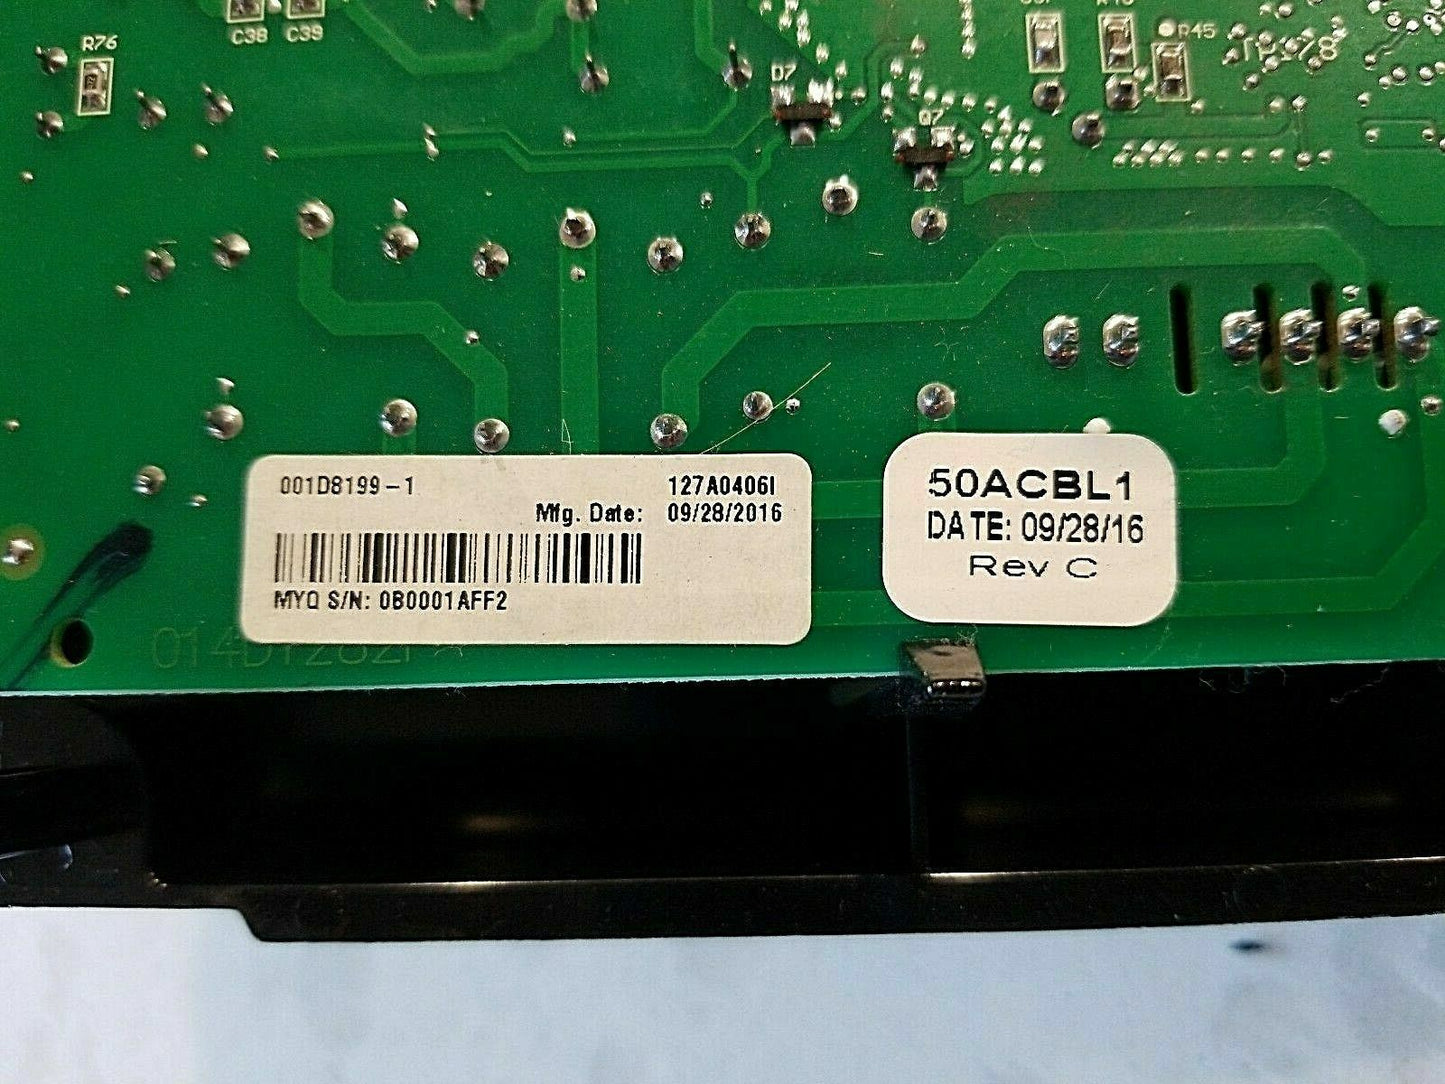 C38 C39
R76
D7
R45
Q7
001D8199-1 127A0406I
Mfg. Date: 09/28/2016
MYQ S/N: 0B0001AFF2
50ACBL1
DATE: 09/28/16
Rev C